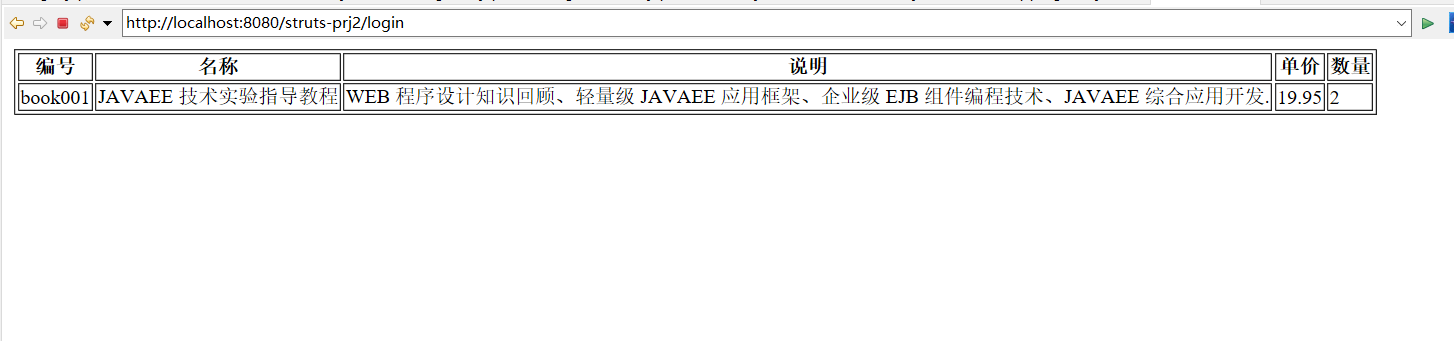 http://localhost:8080/struts-prj2/login
编号 名称 说明 单价 数量
book001 JAVAEE 技术实验指导教程 WEB 程序设计知识回顾、轻量级 JAVAEE 应用框架、企业级 EJB 组件编程技术、JAVAEE 综合应用开发. 19.95 2